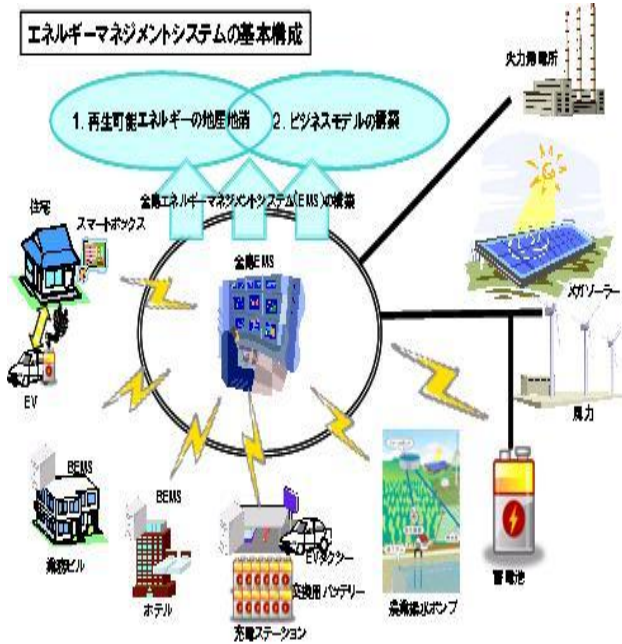 エネルギーマネジメントシステムの基本構成
火力発電所
1. 再生可能エネルギーの地産地消
2. ビジネスモデルの構築
全島エネルギーマネジメントシステム(EMS)の構築
住宅
スマートボックス
全島EMS
メガソーラー
EV
風力
BEMS
BEMS
業務ビル
ホテル
EVタクシー
交換用バッテリー
充電ステーション
農業揚水ポンプ
蓄電池